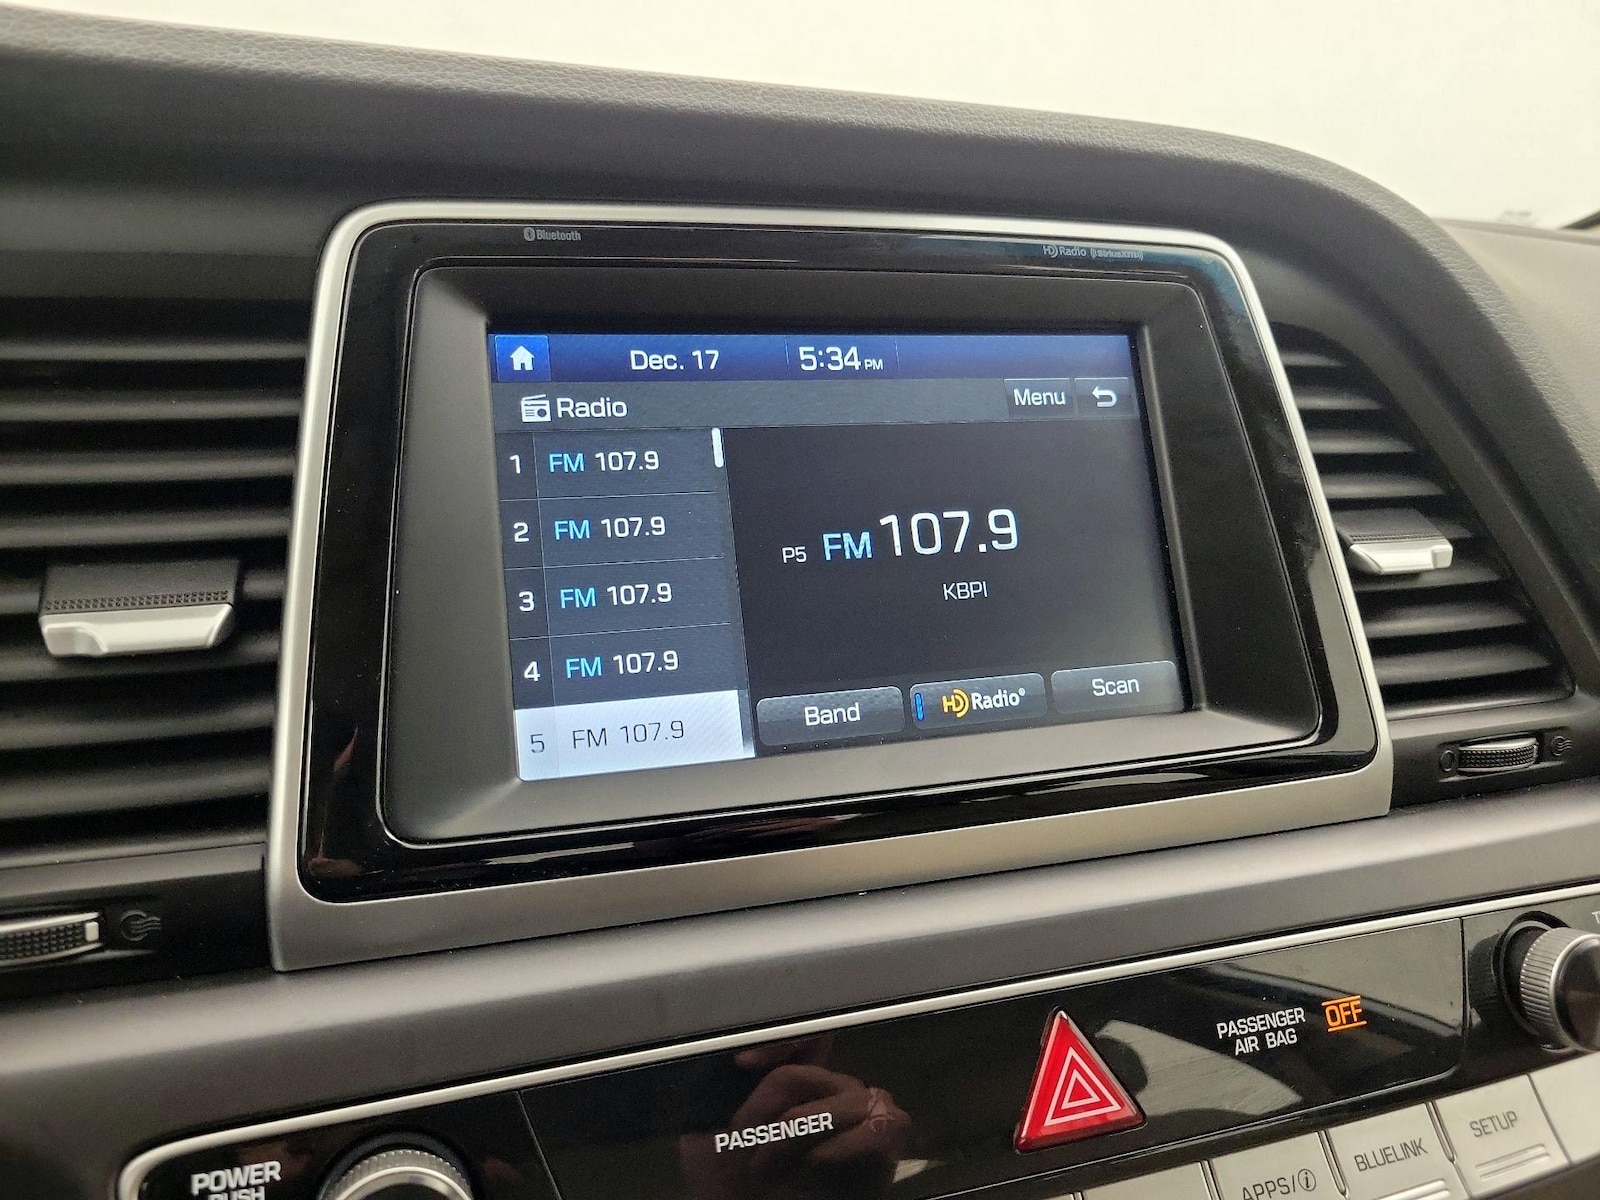 Bluetooth
HD Radio ((SiriusXM))
Dec. 17 5:34 PM
Radio Menu
1 FM 107.9
2 FM 107.9
3 FM 107.9
4 FM 107.9
5 FM 107.9
P5 FM 107.9
KBPI
Band HD Radio® Scan
PASSENGER
AIR BAG OFF
PASSENGER
POWER
PUSH
APPS/i BLUELINK SETUP